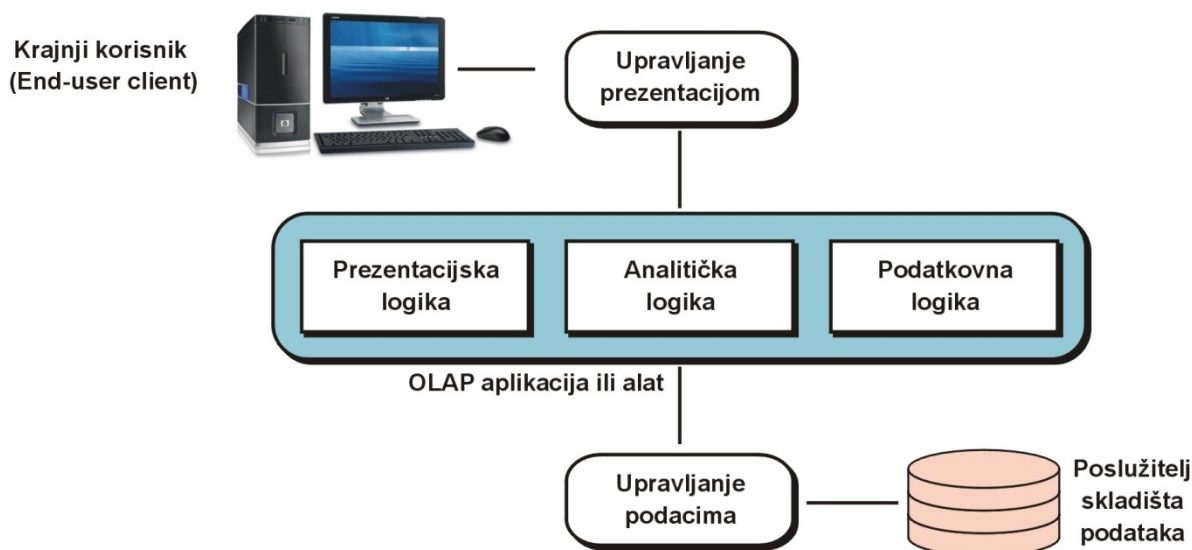 Krajnji korisnik
(End-user client)
Upravljanje
prezentacijom
Prezentacijska
logika
Analitička
logika
Podatkovna
logika
OLAP aplikacija ili alat
Upravljanje
podacima
Poslužitelj
skladišta
podataka